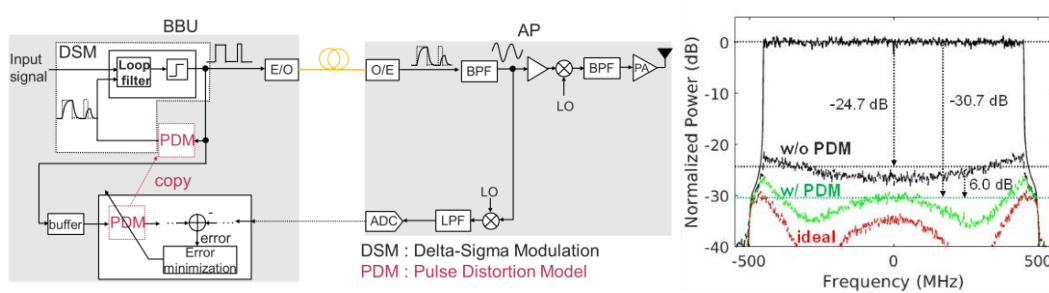 BBU
DSM
Input
signal
Loop
filter
E/O
PDM
copy
buffer
PDM
...
-
...
error
Error
minimization
AP
O/E
BPF
LO
BPF
PA
LO
ADC
LPF
DSM : Delta-Sigma Modulation
PDM : Pulse Distortion Model
Normalized Power (dB)
0
-10
-20
-30
-40
-24.7 dB
-30.7 dB
w/o PDM
6.0 dB
w/ PDM
ideal
-500
0
500
Frequency (MHz)